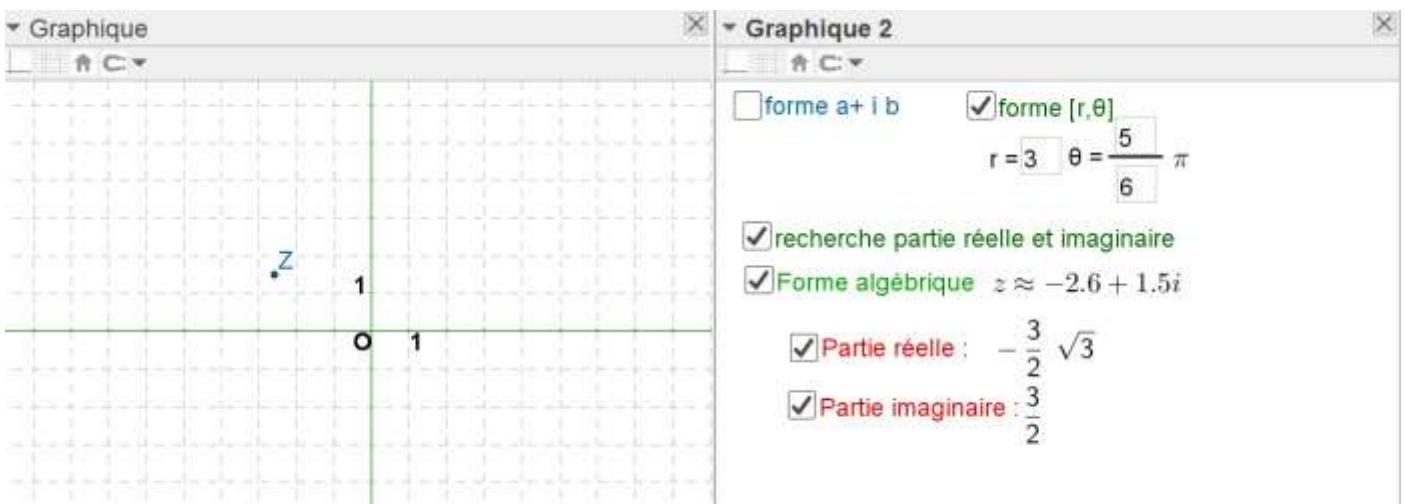 Graphique
Z
1
O 1
Graphique 2
forme a+ i b
forme [r,θ]
r = 3 θ = 5/6 π
recherche partie réelle et imaginaire
Forme algébrique z ≈ −2.6 + 1.5i
Partie réelle : − 3/2 √3
Partie imaginaire : 3/2